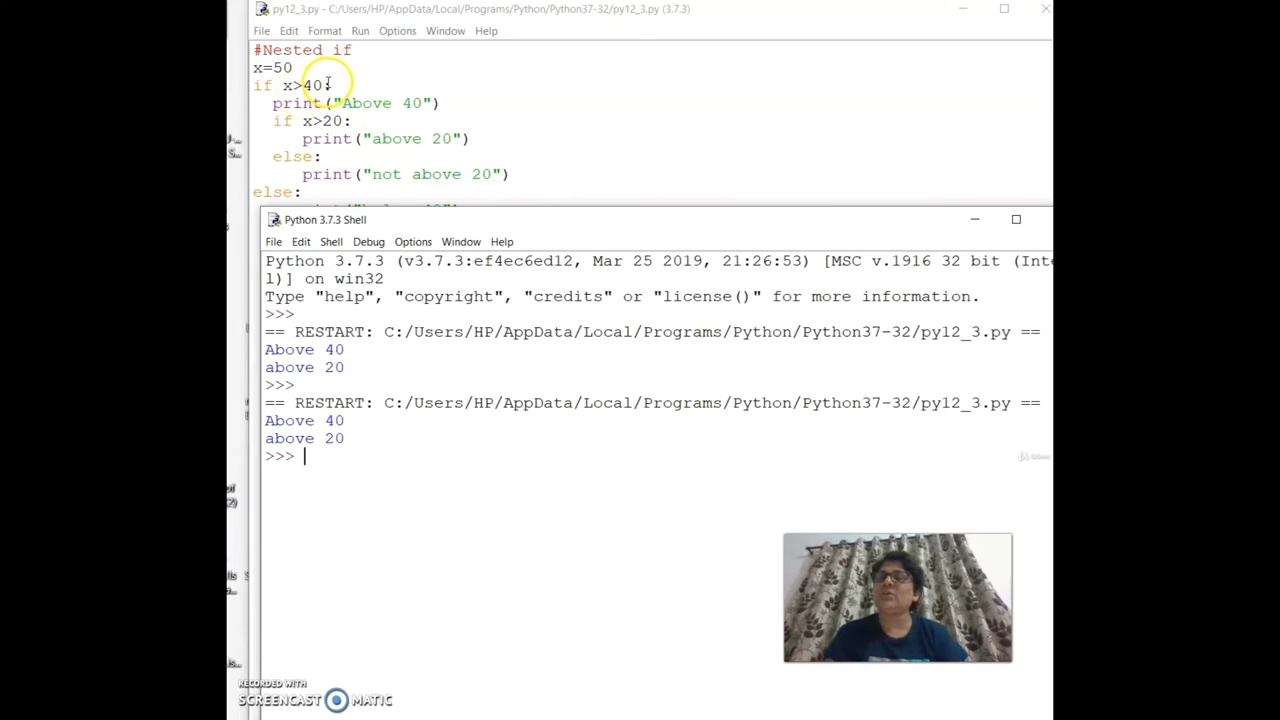 py12_3.py - C:/Users/HP/AppData/Local/Programs/Python/Python37-32/py12_3.py (3.7.3)
File Edit Format Run Options Window Help
#Nested if
x=50
if x>40:
print("Above 40")
if x>20:
print("above 20")
else:
print("not above 20")
else:
Python 3.7.3 Shell
File Edit Shell Debug Options Window Help
Python 3.7.3 (v3.7.3:ef4ec6ed12, Mar 25 2019, 21:26:53) [MSC v.1916 32 bit (Inte
l)] on win32
Type "help", "copyright", "credits" or "license()" for more information.
>>>
== RESTART: C:/Users/HP/AppData/Local/Programs/Python/Python37-32/py12_3.py ==
Above 40
above 20
>>>
== RESTART: C:/Users/HP/AppData/Local/Programs/Python/Python37-32/py12_3.py ==
Above 40
above 20
>>>
RECORDED WITH
SCREENCAST MATIC